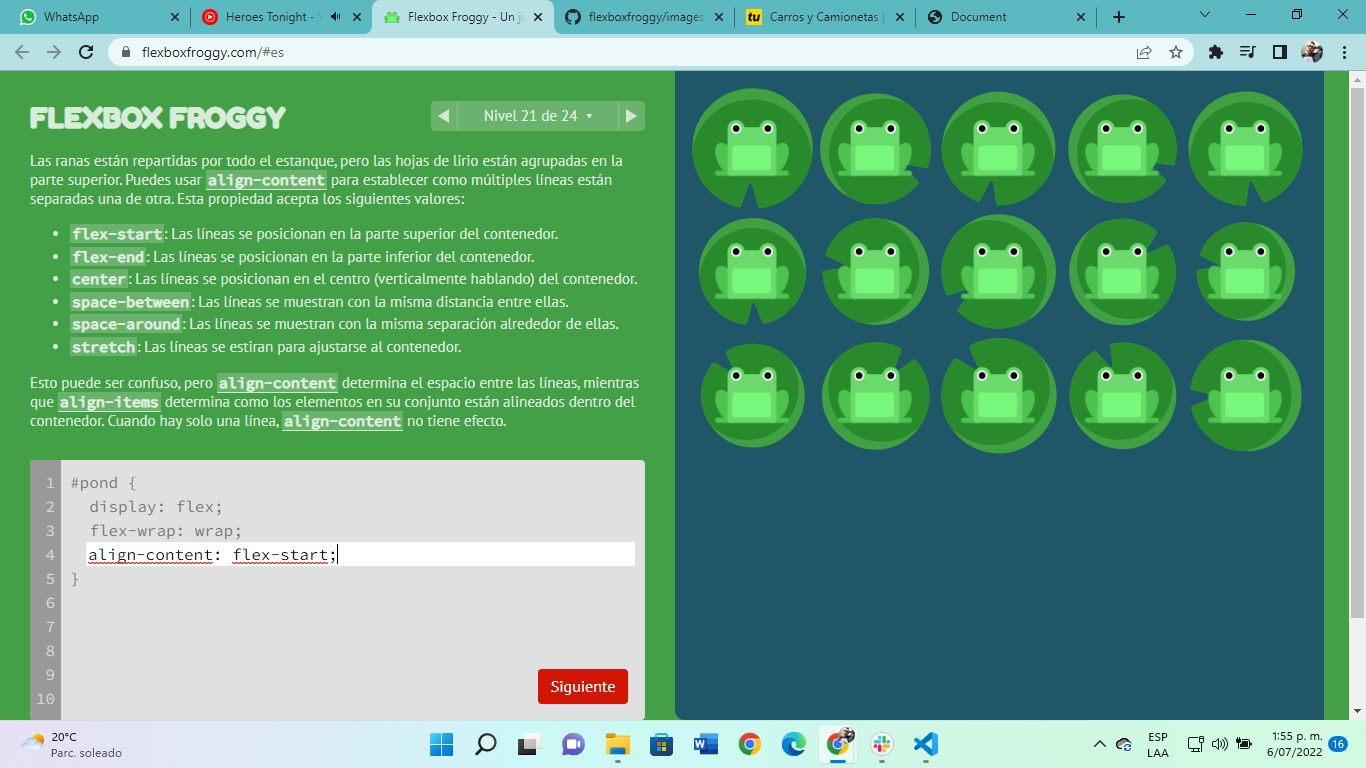 WhatsApp
Heroes Tonight - Y
Flexbox Froggy - Un ju
flexboxfroggy/images
tu Carros y Camionetas |
Document
flexboxfroggy.com/#es
FLEXBOX FROGGY
Nivel 21 de 24
Las ranas están repartidas por todo el estanque, pero las hojas de lirio están agrupadas en la
parte superior. Puedes usar align-content para establecer como múltiples líneas están
separadas una de otra. Esta propiedad acepta los siguientes valores:
• flex-start: Las líneas se posicionan en la parte superior del contenedor.
• flex-end: Las líneas se posicionan en la parte inferior del contenedor.
• center: Las líneas se posicionan en el centro (verticalmente hablando) del contenedor.
• space-between: Las líneas se muestran con la misma distancia entre ellas.
• space-around: Las líneas se muestran con la misma separación alrededor de ellas.
• stretch: Las líneas se estiran para ajustarse al contenedor.
Esto puede ser confuso, pero align-content determina el espacio entre las líneas, mientras
que align-items determina como los elementos en su conjunto están alineados dentro del
contenedor. Cuando hay solo una línea, align-content no tiene efecto.
1 #pond {
2 display: flex;
3 flex-wrap: wrap;
4 align-content: flex-start;
5 }
6
7
8
9
10
Siguiente
20°C
Parc. soleado
ESP
LAA
1:55 p. m.
6/07/2022
16